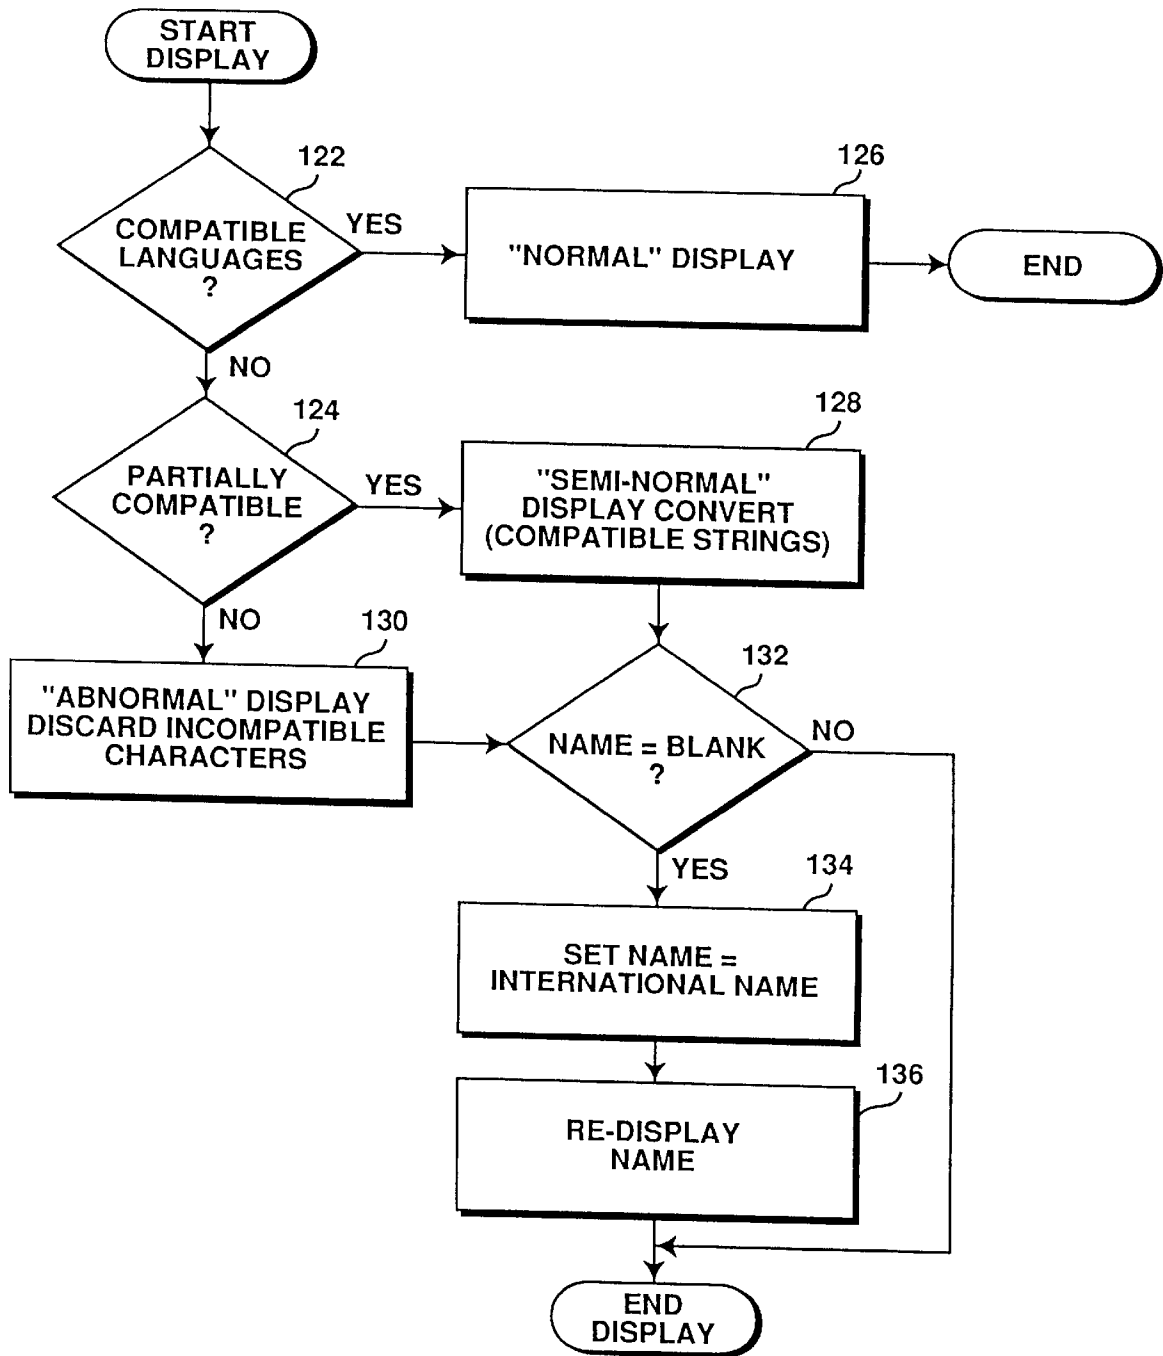 START
DISPLAY
122
COMPATIBLE
LANGUAGES
?
YES
126
"NORMAL" DISPLAY
END
NO
124
PARTIALLY
COMPATIBLE
?
YES
128
"SEMI-NORMAL"
DISPLAY CONVERT
(COMPATIBLE STRINGS)
NO
130
"ABNORMAL" DISPLAY
DISCARD INCOMPATIBLE
CHARACTERS
132
NAME = BLANK
?
NO
YES
134
SET NAME =
INTERNATIONAL NAME
136
RE-DISPLAY
NAME
END
DISPLAY